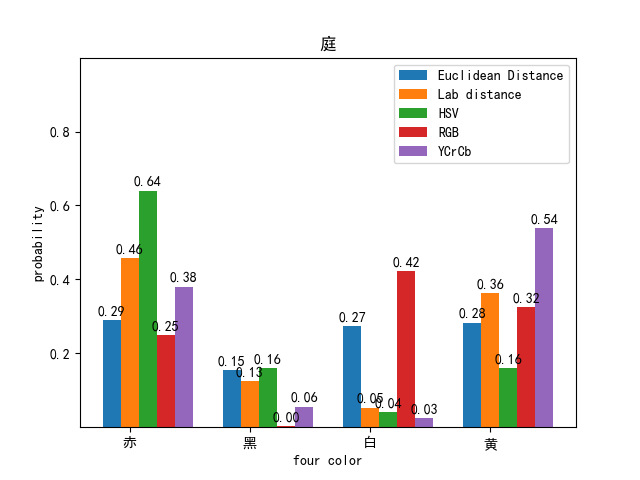 庭
Euclidean Distance
Lab distance
HSV
RGB
YCrCb
probability
0.8
0.6
0.4
0.2
0.29
0.46
0.64
0.25
0.38
0.15
0.13
0.16
0.00
0.06
0.27
0.05
0.04
0.42
0.03
0.28
0.36
0.16
0.32
0.54
赤 黑 白 黄
four color